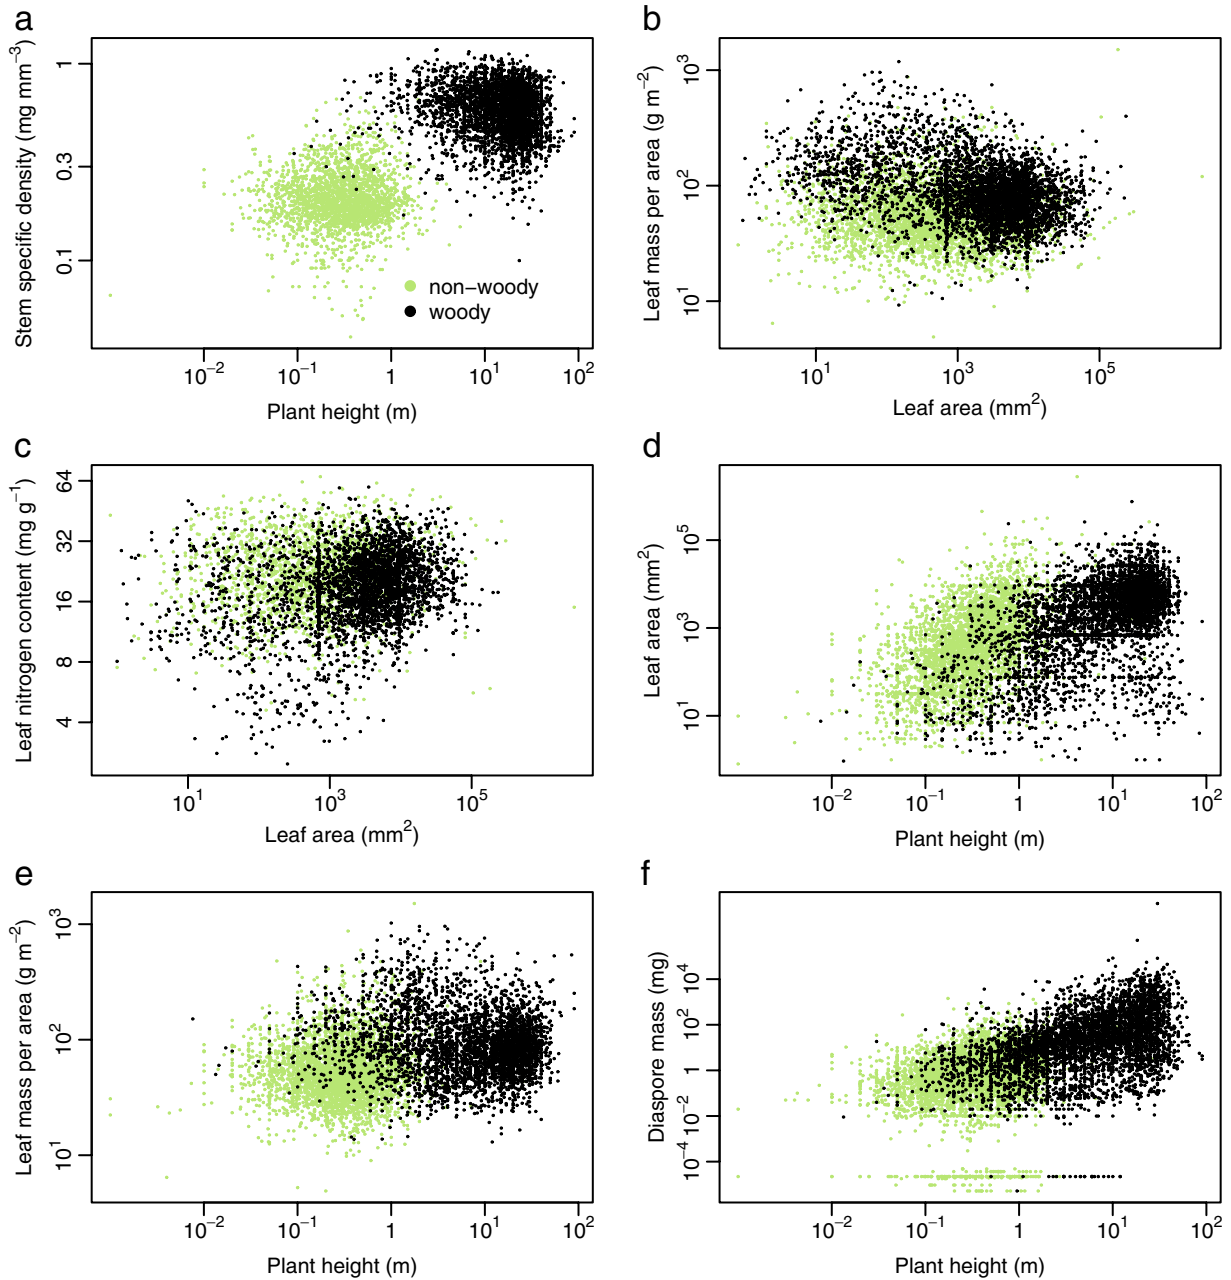 a
Stem specific density (mg mm⁻³)
1
0.3
0.1
non−woody
woody
10⁻² 10⁻¹ 1 10¹ 10²
Plant height (m)
b
Leaf mass per area (g m⁻²)
10³
10²
10¹
10¹ 10³ 10⁵
Leaf area (mm²)
c
Leaf nitrogen content (mg g⁻¹)
64
32
16
8
4
10¹ 10³ 10⁵
Leaf area (mm²)
d
Leaf area (mm²)
10⁵
10³
10¹
10⁻² 10⁻¹ 1 10¹ 10²
Plant height (m)
e
Leaf mass per area (g m⁻²)
10³
10²
10¹
10⁻² 10⁻¹ 1 10¹ 10²
Plant height (m)
f
Diaspore mass (mg)
10⁴
10²
1
10⁻²
10⁻⁴
10⁻² 10⁻¹ 1 10¹ 10²
Plant height (m)